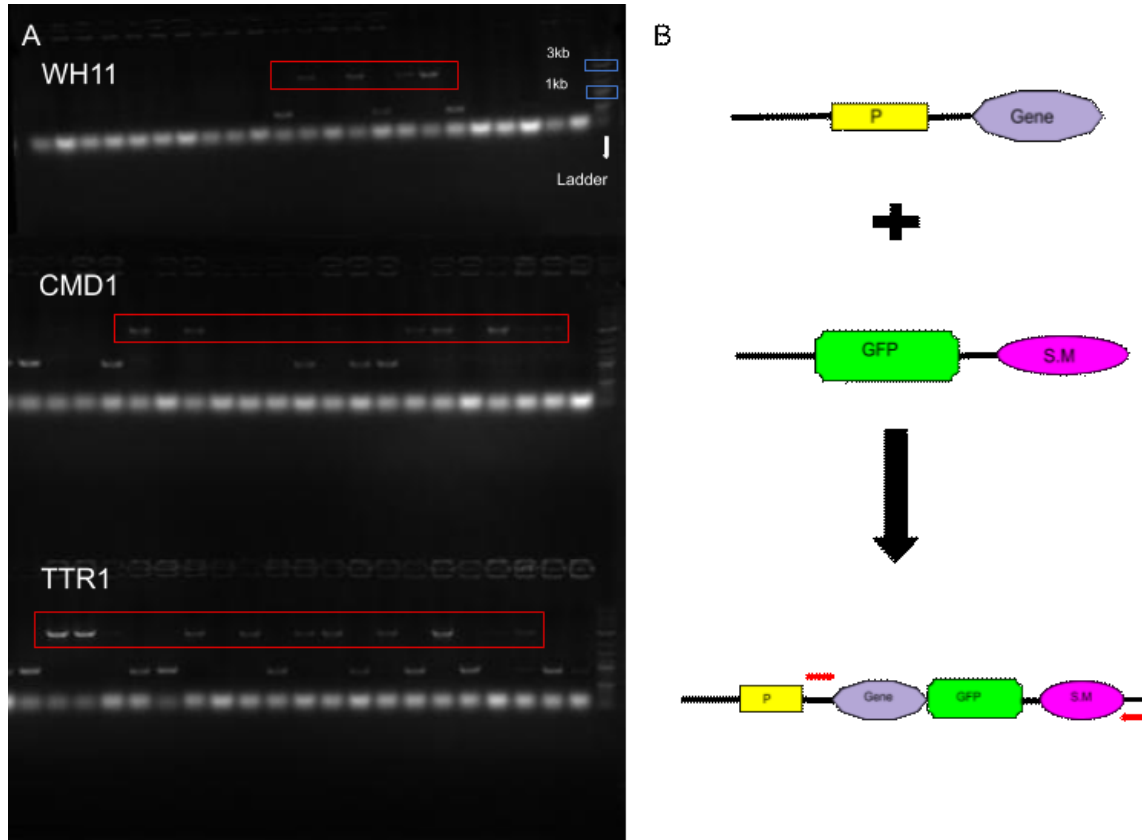 A
WH11
3kb
1kb
Ladder
CMD1
TTR1
B
P
Gene
GFP
S.M
P
Gene
GFP
S.M